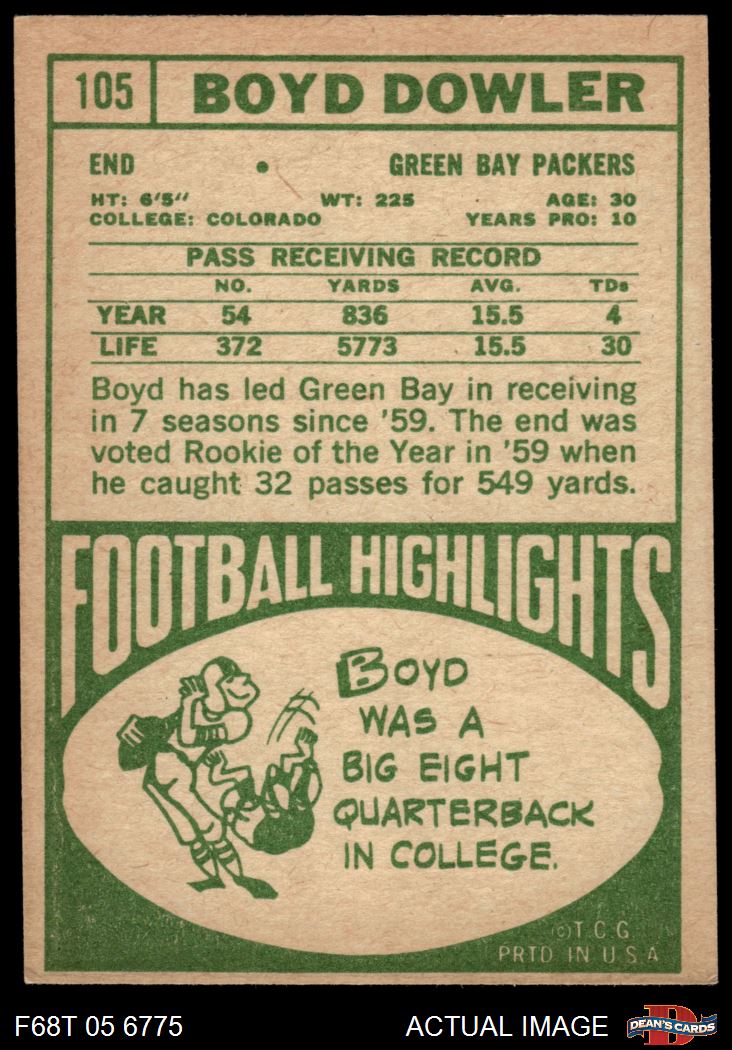 105 BOYD DOWLER
END • GREEN BAY PACKERS
HT: 6'5" WT: 225 AGE: 30
COLLEGE: COLORADO YEARS PRO: 10
PASS RECEIVING RECORD
NO. YARDS AVG. TDs
YEAR 54 836 15.5 4
LIFE 372 5773 15.5 30
Boyd has led Green Bay in receiving
in 7 seasons since '59. The end was
voted Rookie of the Year in '59 when
he caught 32 passes for 549 yards.
FOOTBALL HIGHLIGHTS
BOYD
WAS A
BIG EIGHT
QUARTERBACK
IN COLLEGE.
©T.C.G.
PRTD IN U.S.A
F68T 05 6775 ACTUAL IMAGE DEAN'S CARDS